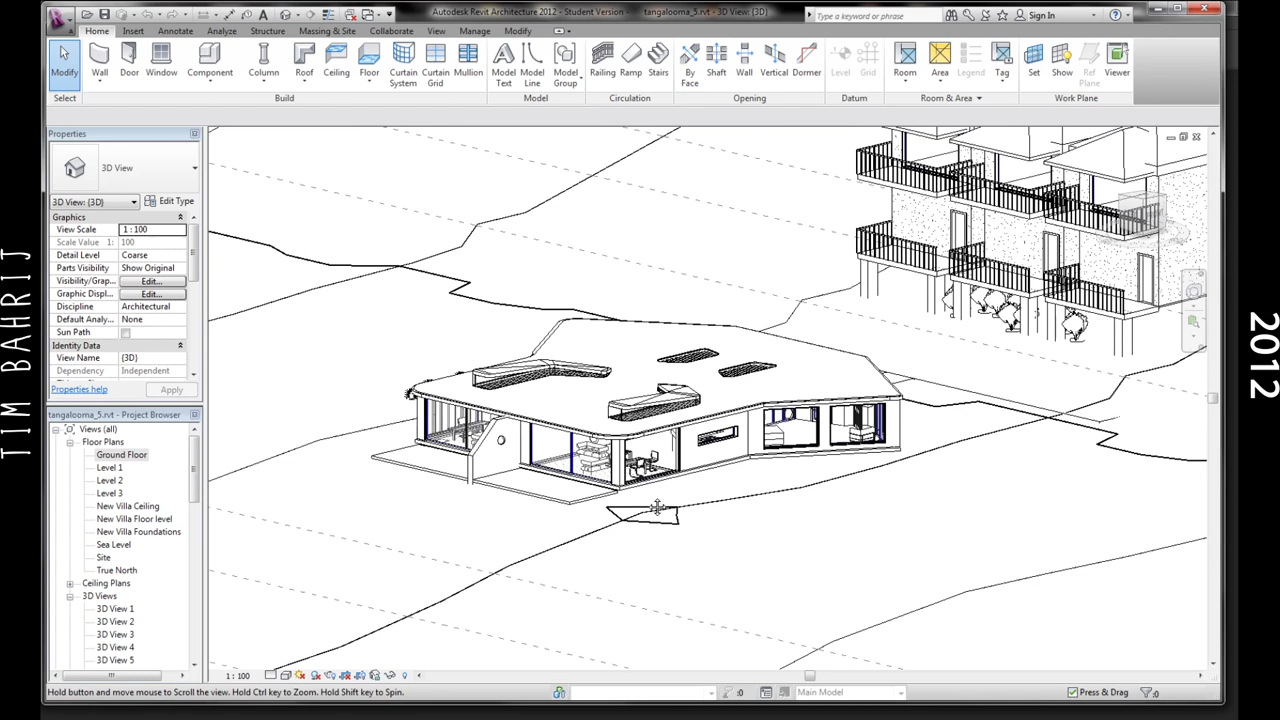 Autodesk Revit Architecture 2012 - Student Version - tangalooma_5.rvt - 3D View: {3D}
Type a keyword or phrase
Sign In
Home Insert Annotate Analyze Structure Massing & Site Collaborate View Manage Modify
Modify Wall Door Window Component Column Roof Ceiling Floor Curtain System Curtain Grid Mullion Model Text Model Line Model Group Railing Ramp Stairs By Face Shaft Wall Vertical Dormer Level Grid Room Area Legend Tag Set Show Ref Plane Viewer
Select Build Model Circulation Opening Datum Room & Area Work Plane
Properties
3D View
3D View: {3D} Edit Type
Graphics
View Scale 1 : 100
Scale Value 1: 100
Detail Level Coarse
Parts Visibility Show Original
Visibility/Grap... Edit...
Graphic Displ... Edit...
Discipline Architectural
Default Analy... None
Sun Path
Identity Data
View Name {3D}
Dependency Independent
Properties help Apply
tangalooma_5.rvt - Project Browser
Views (all)
Floor Plans
Ground Floor
Level 1
Level 2
Level 3
New Villa Ceiling
New Villa Floor level
New Villa Foundations
Sea Level
Site
True North
Ceiling Plans
3D Views
3D View 1
3D View 2
3D View 3
3D View 4
3D View 5
1 : 100
Hold button and move mouse to Scroll the view. Hold Ctrl key to Zoom. Hold Shift key to Spin.
:0
Main Model
Press & Drag
:0
TIM BAHRIJ
2012